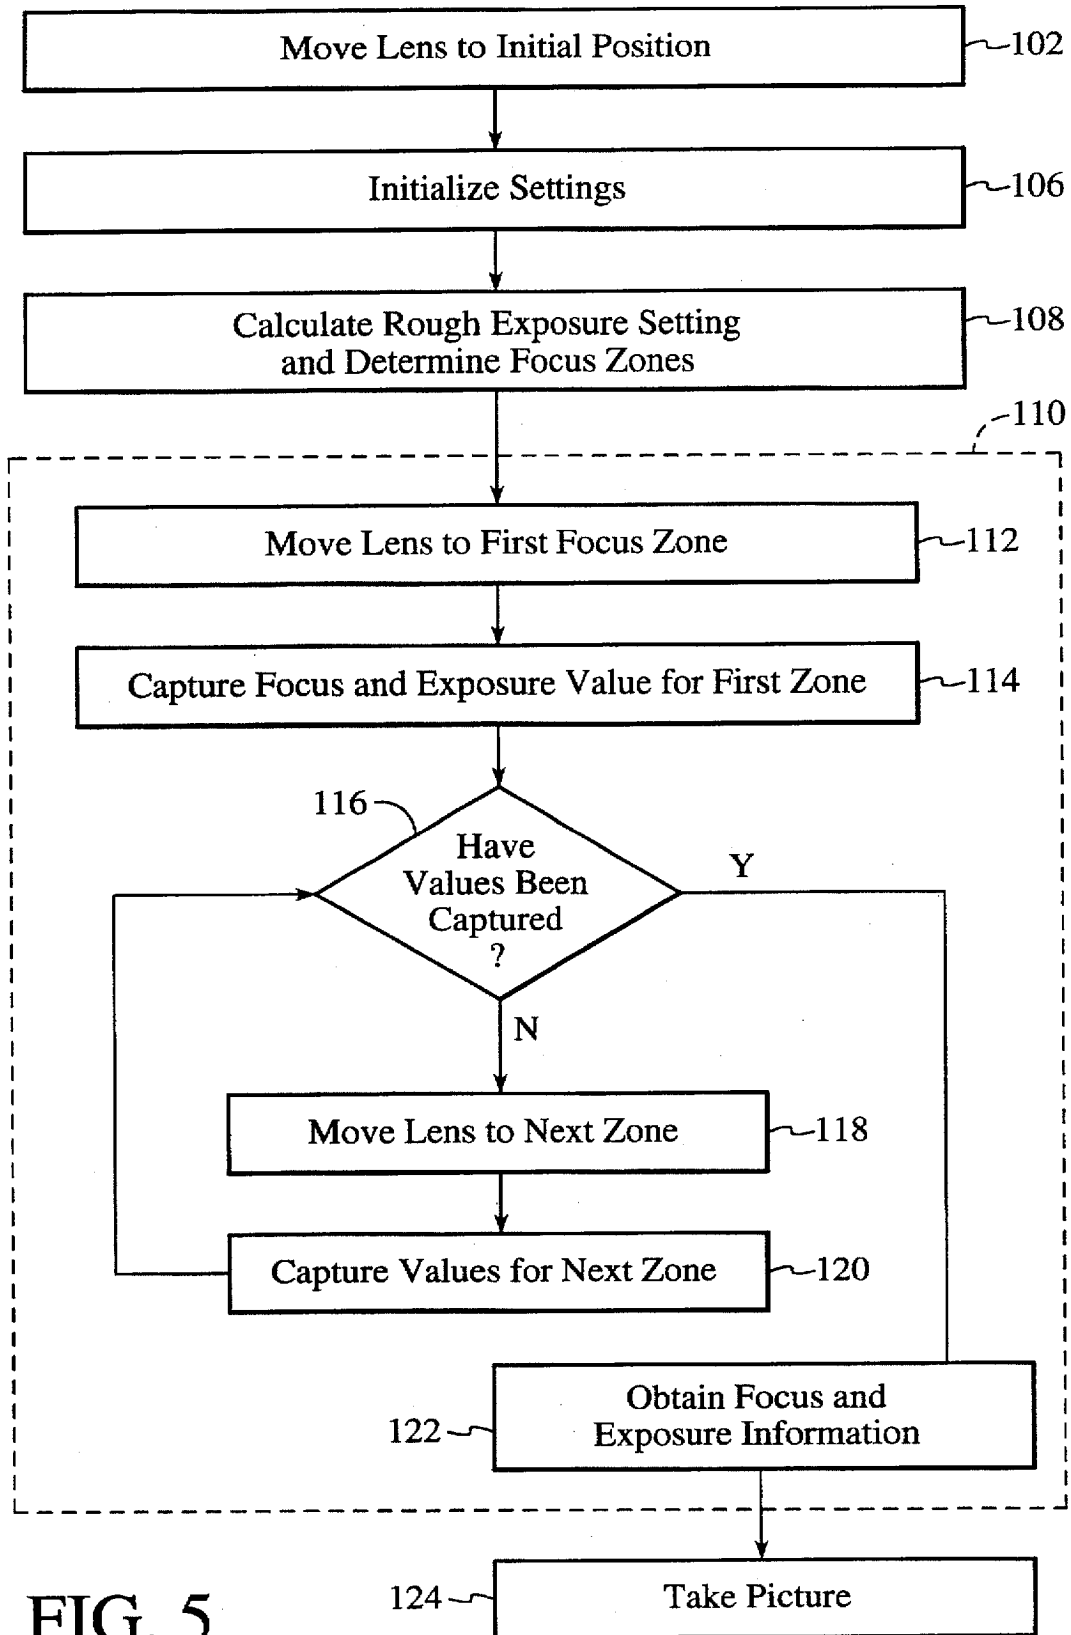 Move Lens to Initial Position
102
Initialize Settings
106
Calculate Rough Exposure Setting
and Determine Focus Zones
108
110
Move Lens to First Focus Zone
112
Capture Focus and Exposure Value for First Zone
114
116
Have
Values Been
Captured
?
Y
N
Move Lens to Next Zone
118
Capture Values for Next Zone
120
Obtain Focus and
Exposure Information
122
Take Picture
124
FIG. 5